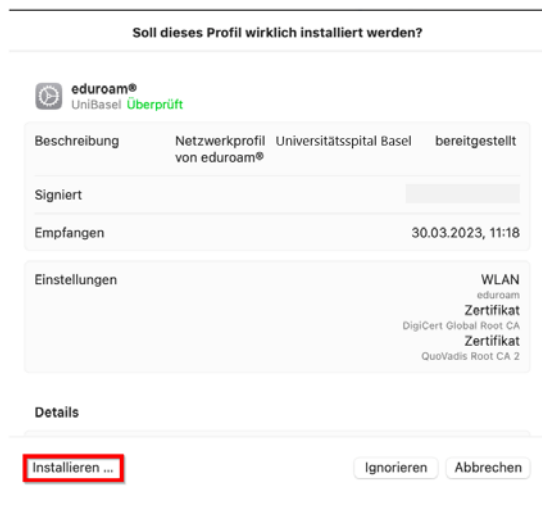 Soll dieses Profil wirklich installiert werden?
eduroam®
UniBasel Überprüft
Beschreibung Netzwerkprofil Universitätsspital Basel bereitgestellt
von eduroam®
Signiert
Empfangen 30.03.2023, 11:18
Einstellungen WLAN
eduroam
Zertifikat
DigiCert Global Root CA
Zertifikat
QuoVadis Root CA 2
Details
Installieren ... Ignorieren Abbrechen